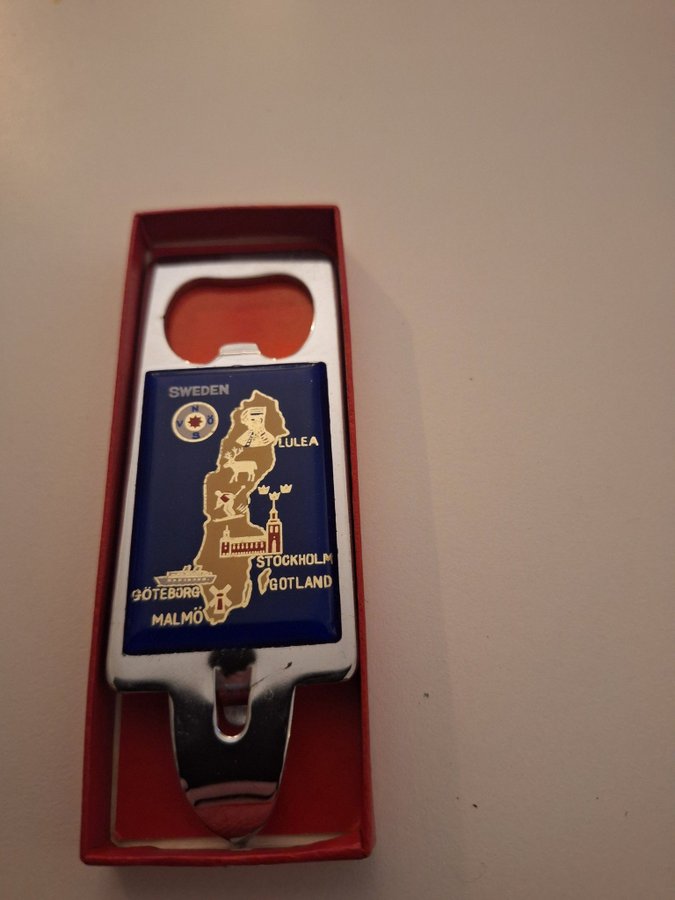 SWEDEN
N
V Ö
S
LULEA
STOCKHOLM
GOTLAND
GÖTEBORG
MALMÖ